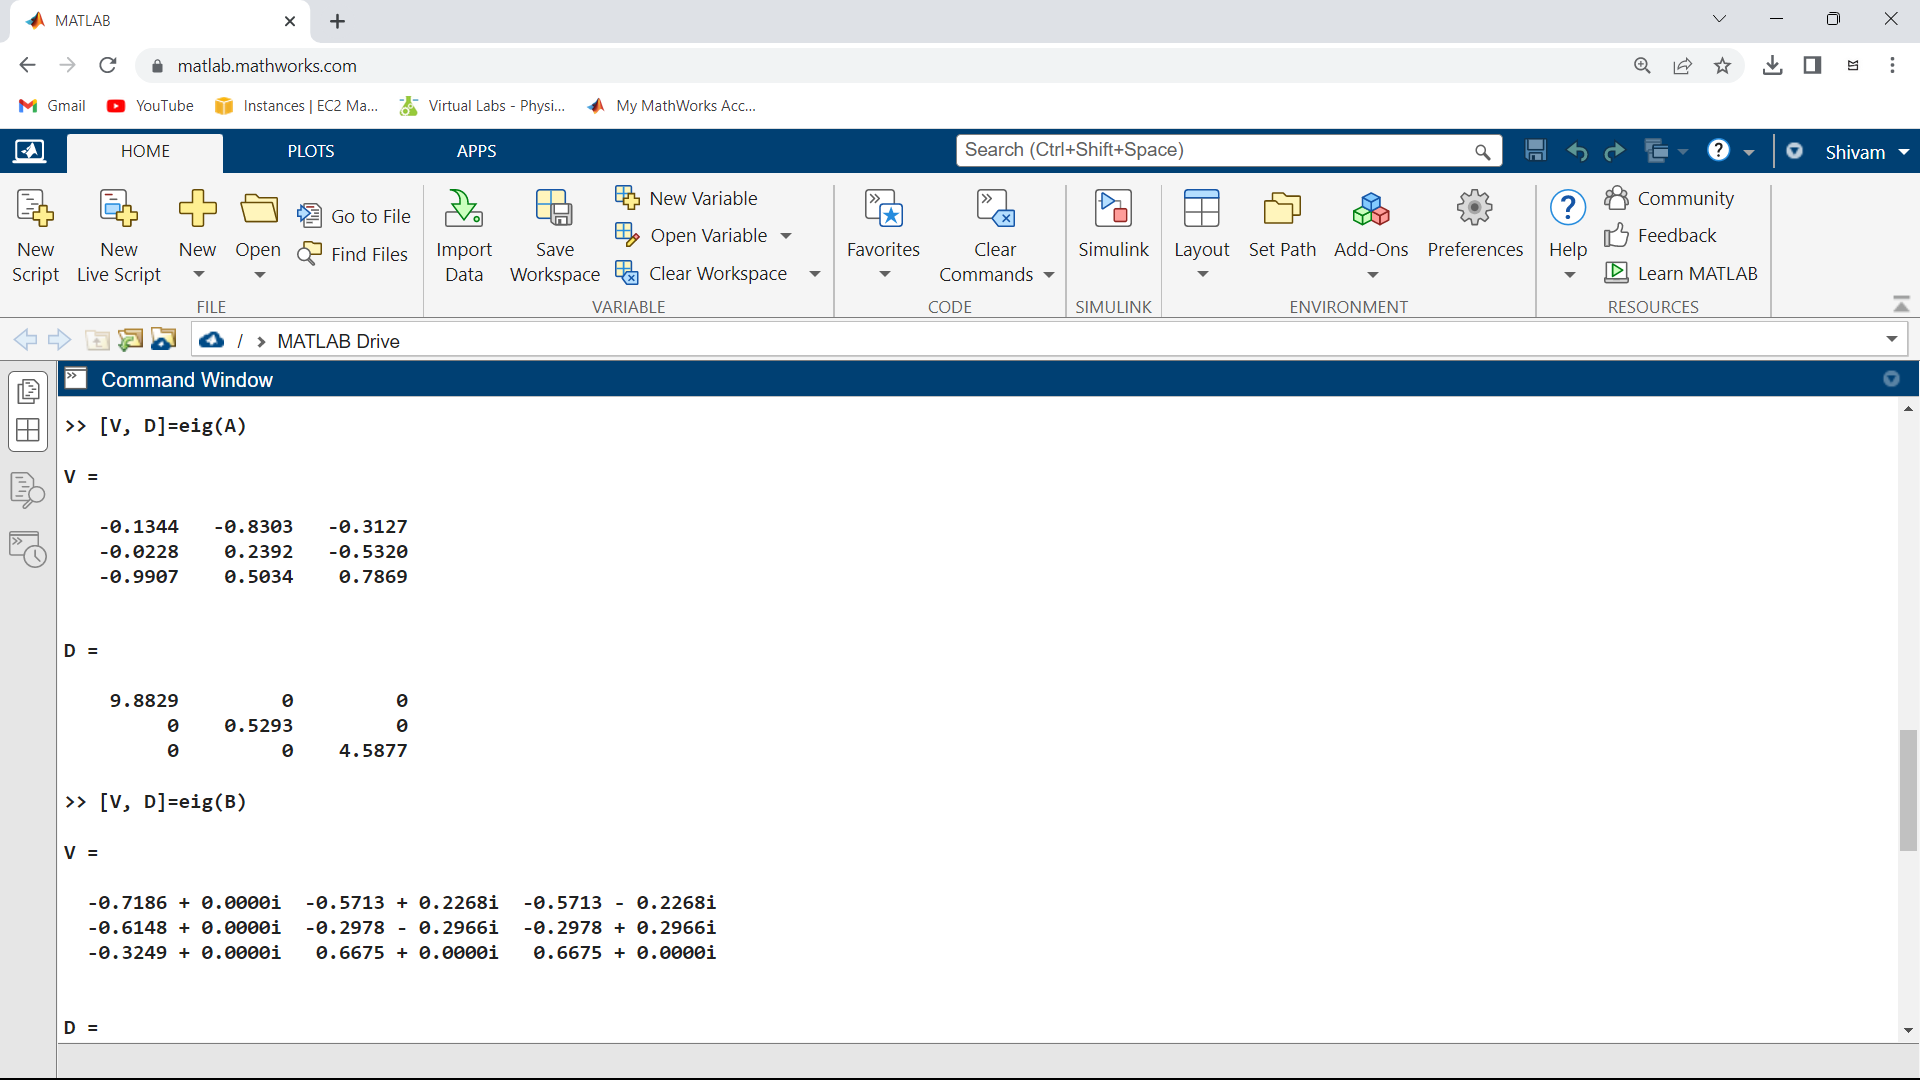 MATLAB
matlab.mathworks.com
Gmail YouTube Instances | EC2 Ma... Virtual Labs - Physi... My MathWorks Acc...
HOME PLOTS APPS Search (Ctrl+Shift+Space) Shivam
New Script
New Live Script
New
Open
Go to File
Find Files
FILE
Import Data
Save Workspace
New Variable
Open Variable
Clear Workspace
VARIABLE
Favorites
Clear Commands
CODE
Simulink
SIMULINK
Layout
Set Path
Add-Ons
Preferences
ENVIRONMENT
Help
Community
Feedback
Learn MATLAB
RESOURCES
/ > MATLAB Drive
Command Window
>> [V, D]=eig(A)
V =
-0.1344 -0.8303 -0.3127
-0.0228 0.2392 -0.5320
-0.9907 0.5034 0.7869
D =
9.8829 0 0
0 0.5293 0
0 0 4.5877
>> [V, D]=eig(B)
V =
-0.7186 + 0.0000i -0.5713 + 0.2268i -0.5713 - 0.2268i
-0.6148 + 0.0000i -0.2978 - 0.2966i -0.2978 + 0.2966i
-0.3249 + 0.0000i 0.6675 + 0.0000i 0.6675 + 0.0000i
D =